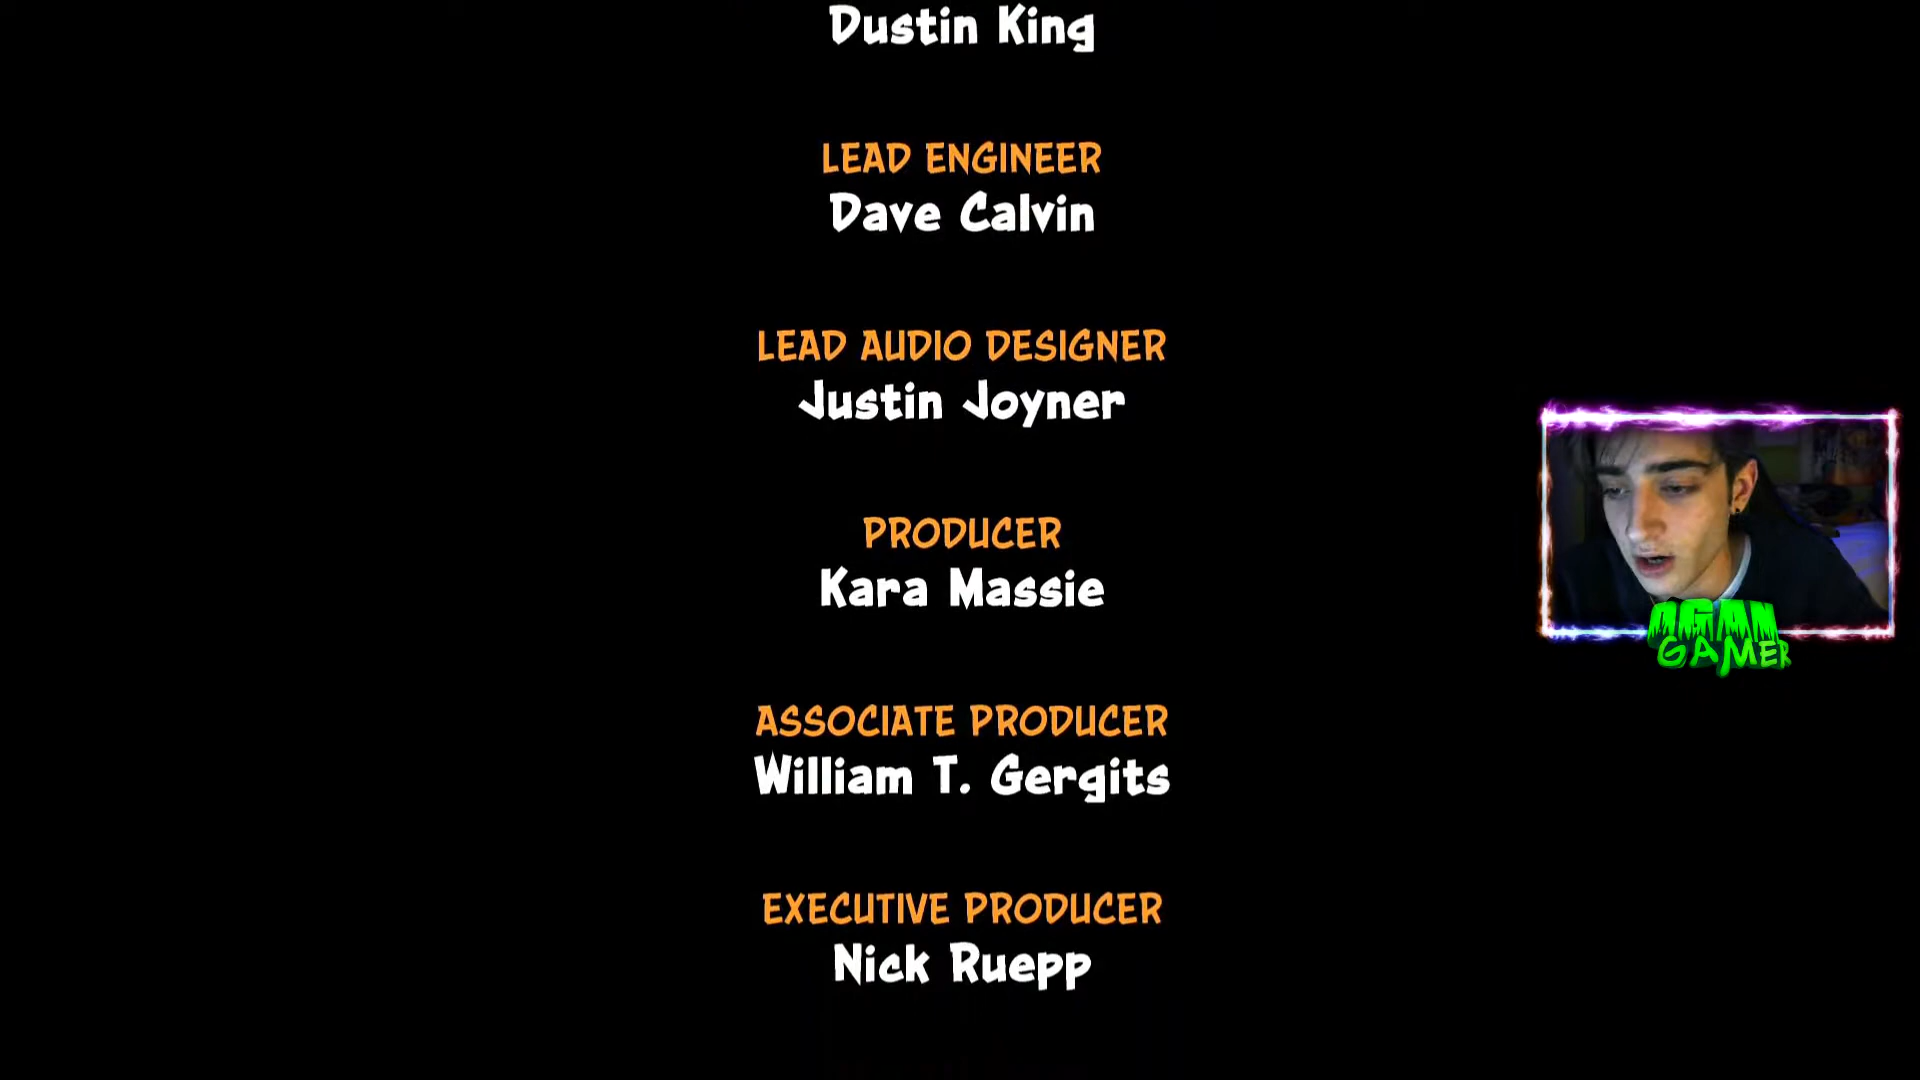 Dustin King
LEAD ENGINEER
Dave Calvin
LEAD AUDIO DESIGNER
Justin Joyner
PRODUCER
Kara Massie
ASSOCIATE PRODUCER
William T. Gergits
EXECUTIVE PRODUCER
Nick Ruepp
GAMER